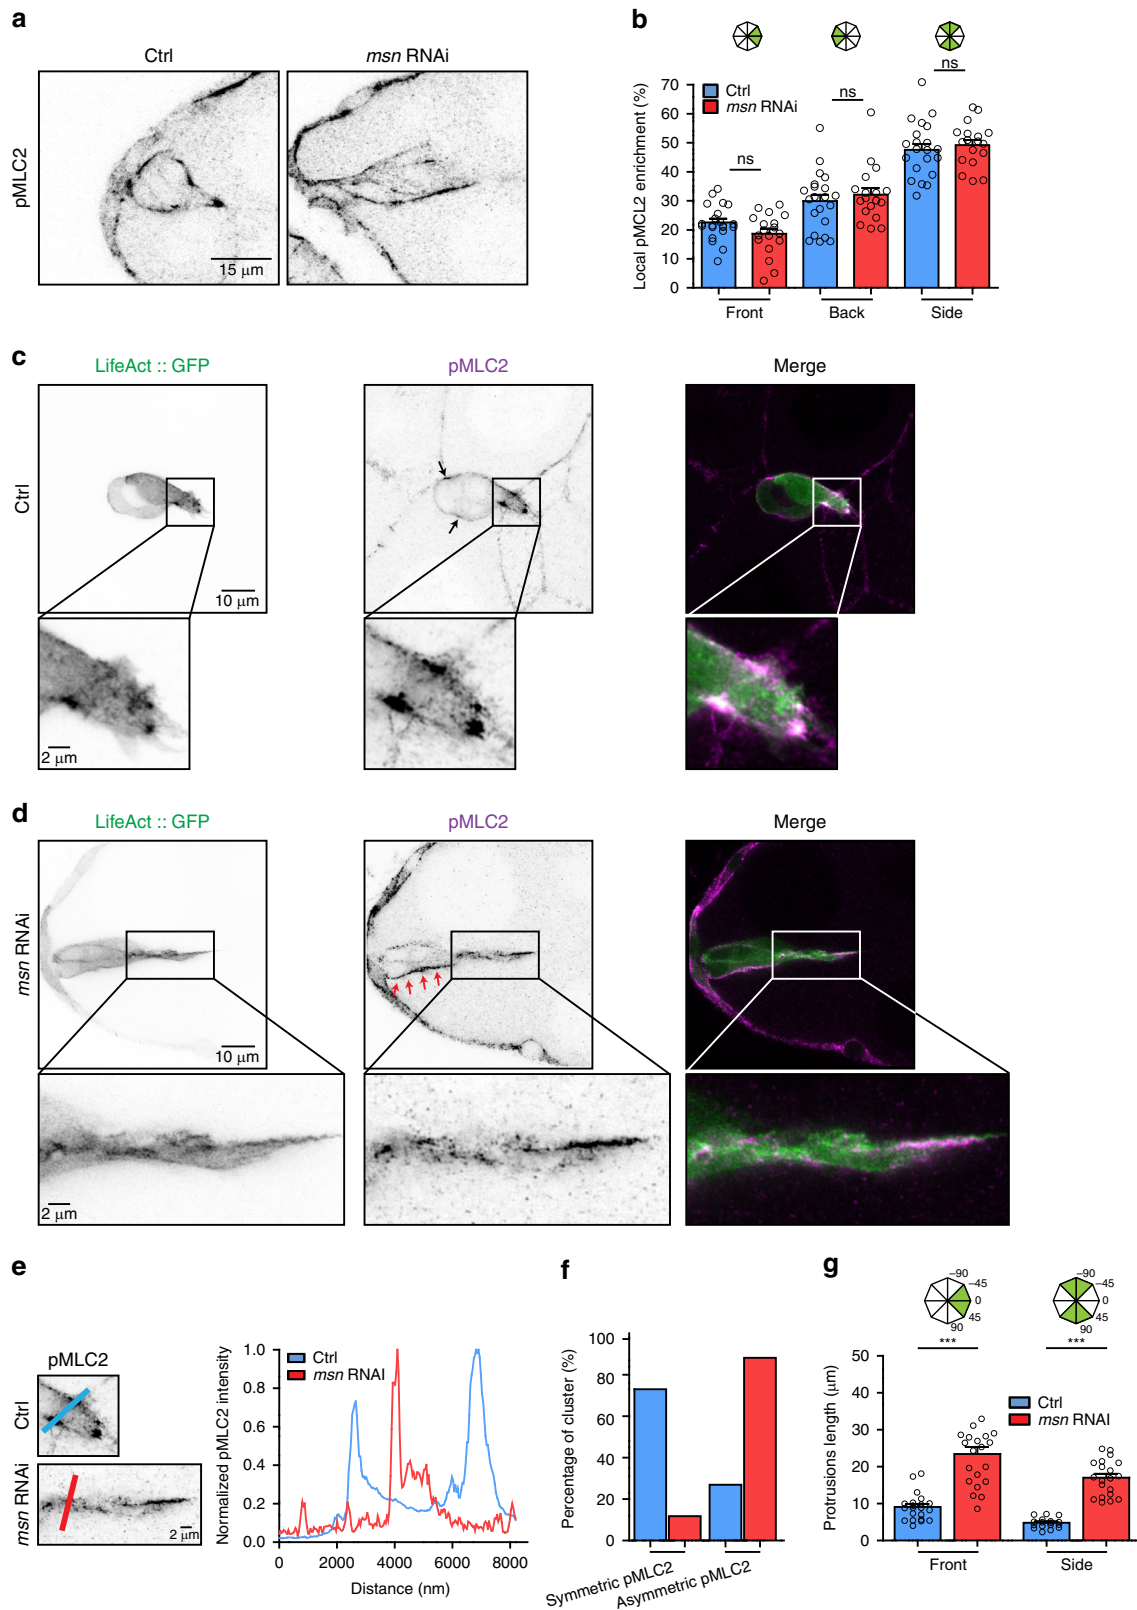 a
Ctrl
msn RNAi
pMLC2
15 μm
b
Local pMCL2 enrichment (%)
70
60
50
40
30
20
10
0
Ctrl
msn RNAi
ns
ns
ns
Front
Back
Side
c
LifeAct :: GFP
pMLC2
Merge
Ctrl
10 μm
2 μm
d
LifeAct :: GFP
pMLC2
Merge
msn RNAi
10 μm
2 μm
e
pMLC2
Ctrl
msn RNAi
2 μm
Normalized pMLC2 intensity
1.0
0.8
0.6
0.4
0.2
0
Ctrl
msn RNAI
0
2000
4000
6000
8000
Distance (nm)
f
Percentage of cluster (%)
100
80
60
40
20
0
Symmetric pMLC2
Asymmetric pMLC2
g
–90
–45
0
45
90
–90
–45
0
45
90
***
***
Protrusions length (μm)
50
40
30
20
10
0
Ctrl
msn RNAI
Front
Side